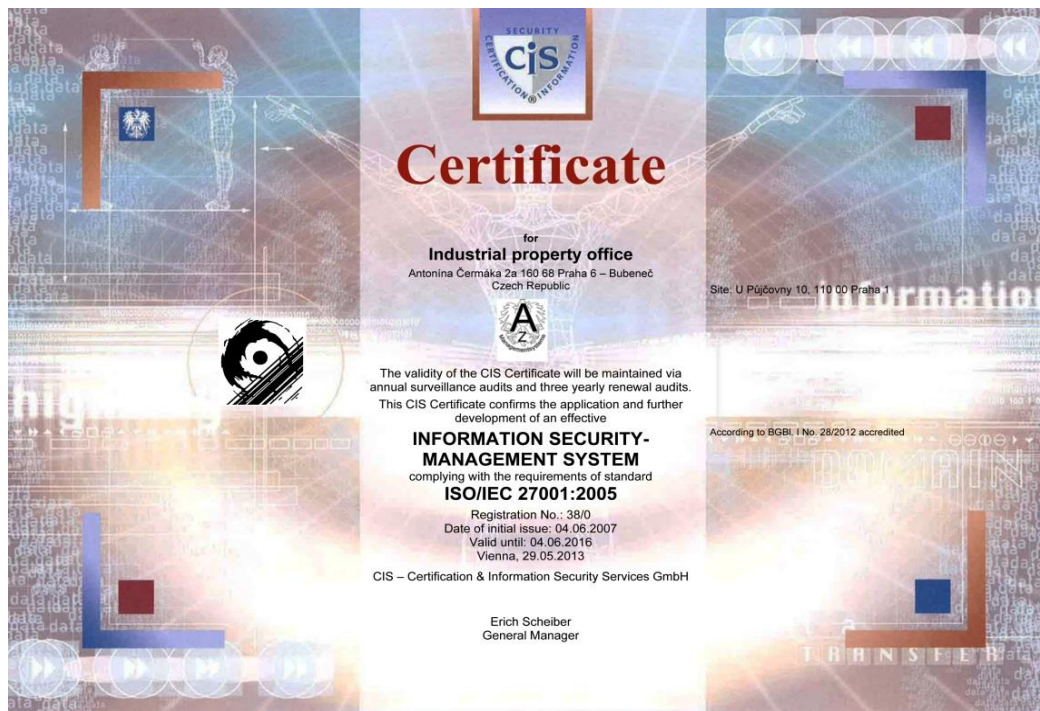 SECURITY
CERTIFICATION
INFORMATION
CIS
Certificate
for
Industrial property office
Antonína Čermáka 2a 160 68 Praha 6 – Bubeneč
Czech Republic
Site: U Půjčovny 10, 110 00 Praha 1
A
Z
Managementsysteme
The validity of the CIS Certificate will be maintained via
annual surveillance audits and three yearly renewal audits.
This CIS Certificate confirms the application and further
development of an effective
INFORMATION SECURITY-
MANAGEMENT SYSTEM
complying with the requirements of standard
ISO/IEC 27001:2005
According to BGBl. I No. 28/2012 accredited
Registration No.: 38/0
Date of initial issue: 04.06.2007
Valid until: 04.06.2016
Vienna, 29.05.2013
CIS – Certification & Information Security Services GmbH
Erich Scheiber
General Manager
information
DOMAIN
TRANSFER
data